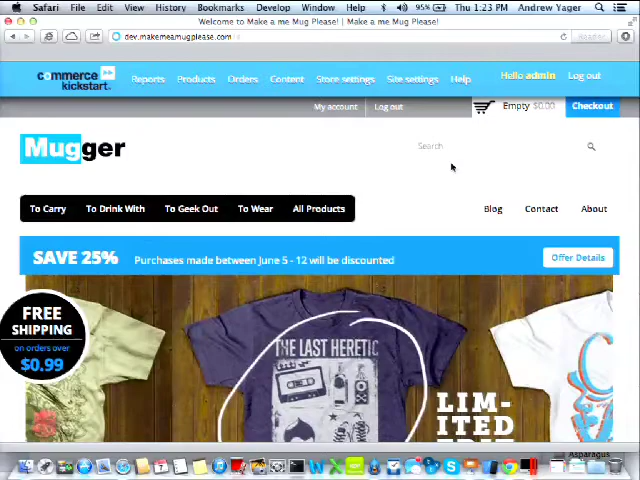 Safari File Edit View History Bookmarks Develop Window Help 95% Thu 1:23 PM Andrew Yager
Welcome to Make a me Mug Please! | Make a me Mug Please!
dev.makemeamugplease.com Reader
commerce kickstart. Reports Products Orders Content Store settings Site settings Help Hello admin Log out
My account Log out Empty $0.00 Checkout
Mugger Search
To Carry To Drink With To Geek Out To Wear All Products Blog Contact About
SAVE 25% Purchases made between June 5 - 12 will be discounted Offer Details
FREE
SHIPPING
on orders over
$0.99
THE LAST HERETIC
LIM-
ITED
Asparagus